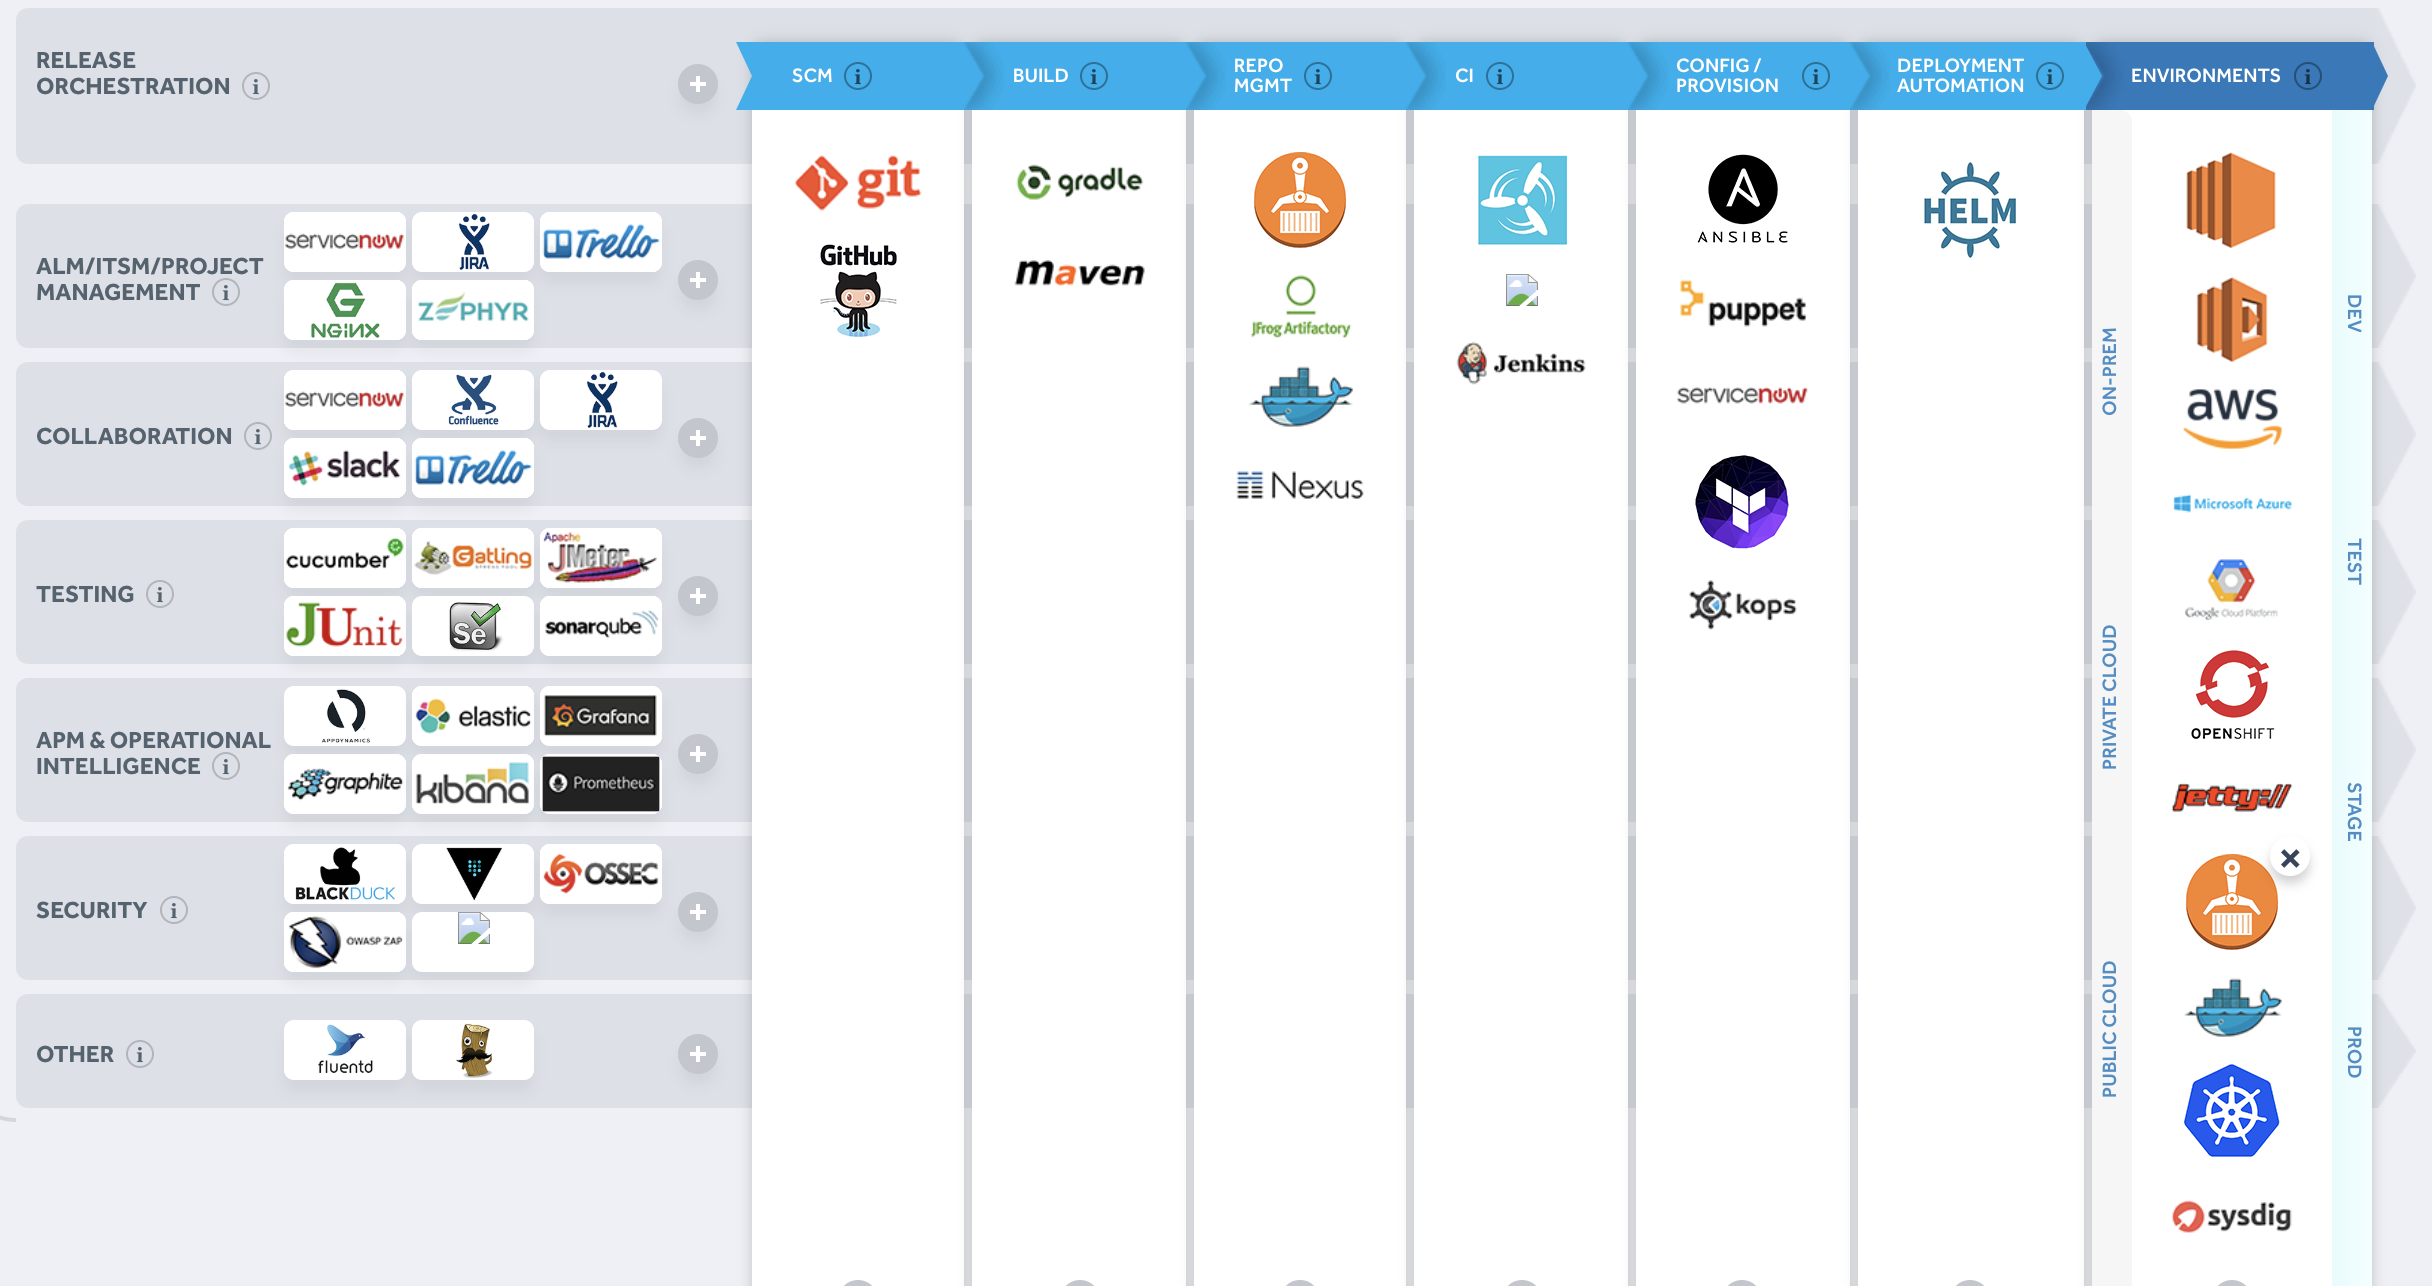 RELEASE
ORCHESTRATION
SCM
BUILD
REPO
MGMT
CI
CONFIG /
PROVISION
DEPLOYMENT
AUTOMATION
ENVIRONMENTS
ALM/ITSM/PROJECT
MANAGEMENT
servicenow
JIRA
Trello
NGINX
ZEPHYR
COLLABORATION
servicenow
Confluence
JIRA
slack
Trello
TESTING
cucumber
Gatling
STRESS TOOL
Apache
JMeter
JUnit
Se
sonarqube
APM & OPERATIONAL
INTELLIGENCE
APPDYNAMICS
elastic
Grafana
graphite
kibana
Prometheus
SECURITY
BLACKDUCK
OSSEC
OWASP ZAP
OTHER
fluentd
git
GitHub
gradle
maven
JFrog Artifactory
Nexus
Jenkins
ANSIBLE
puppet
servicenow
kops
HELM
ON-PREM
PRIVATE CLOUD
PUBLIC CLOUD
aws
Microsoft Azure
Google Cloud Platform
OPENSHIFT
jetty://
sysdig
DEV
TEST
STAGE
PROD